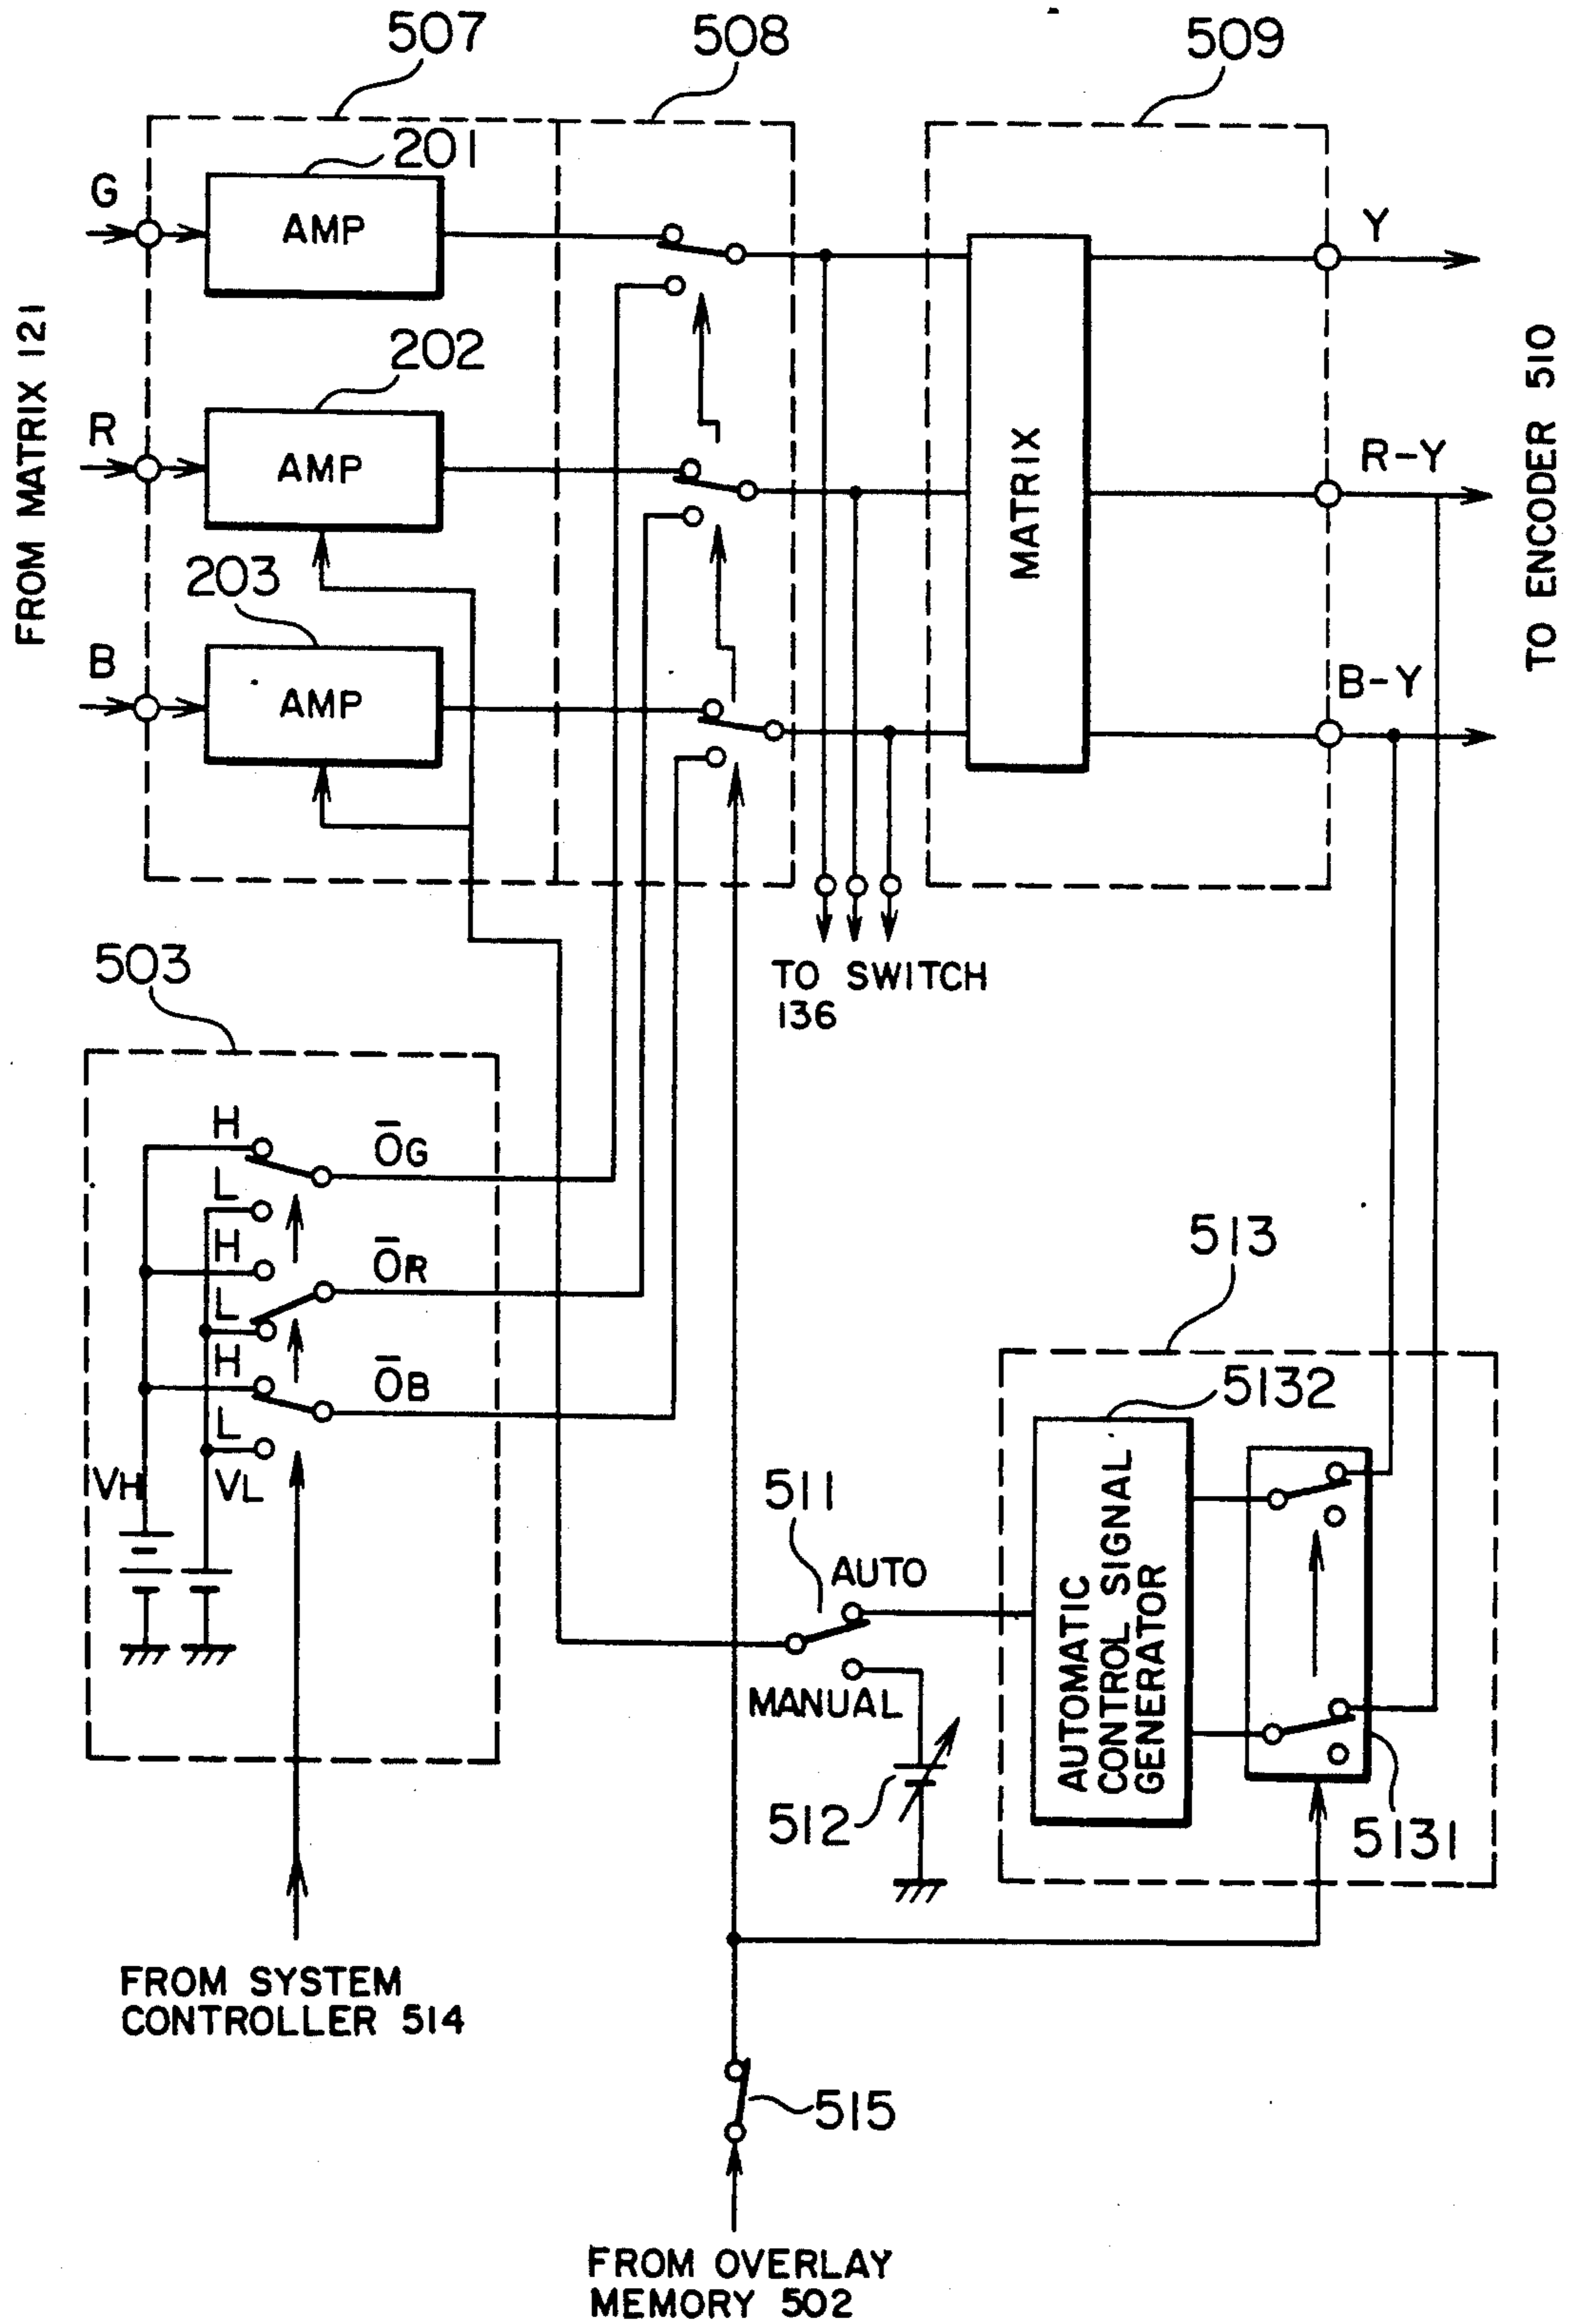 507
508
509
201
G
AMP
Y
FROM MATRIX 121
202
R
AMP
MATRIX
R-Y
TO ENCODER 510
203
B
AMP
B-Y
TO SWITCH
136
503
H
L
ŌG
H
L
ŌR
H
L
ŌB
VH
VL
513
5132
511
AUTO
MANUAL
AUTOMATIC
CONTROL SIGNAL
GENERATOR
512
5131
FROM SYSTEM
CONTROLLER 514
515
FROM OVERLAY
MEMORY 502